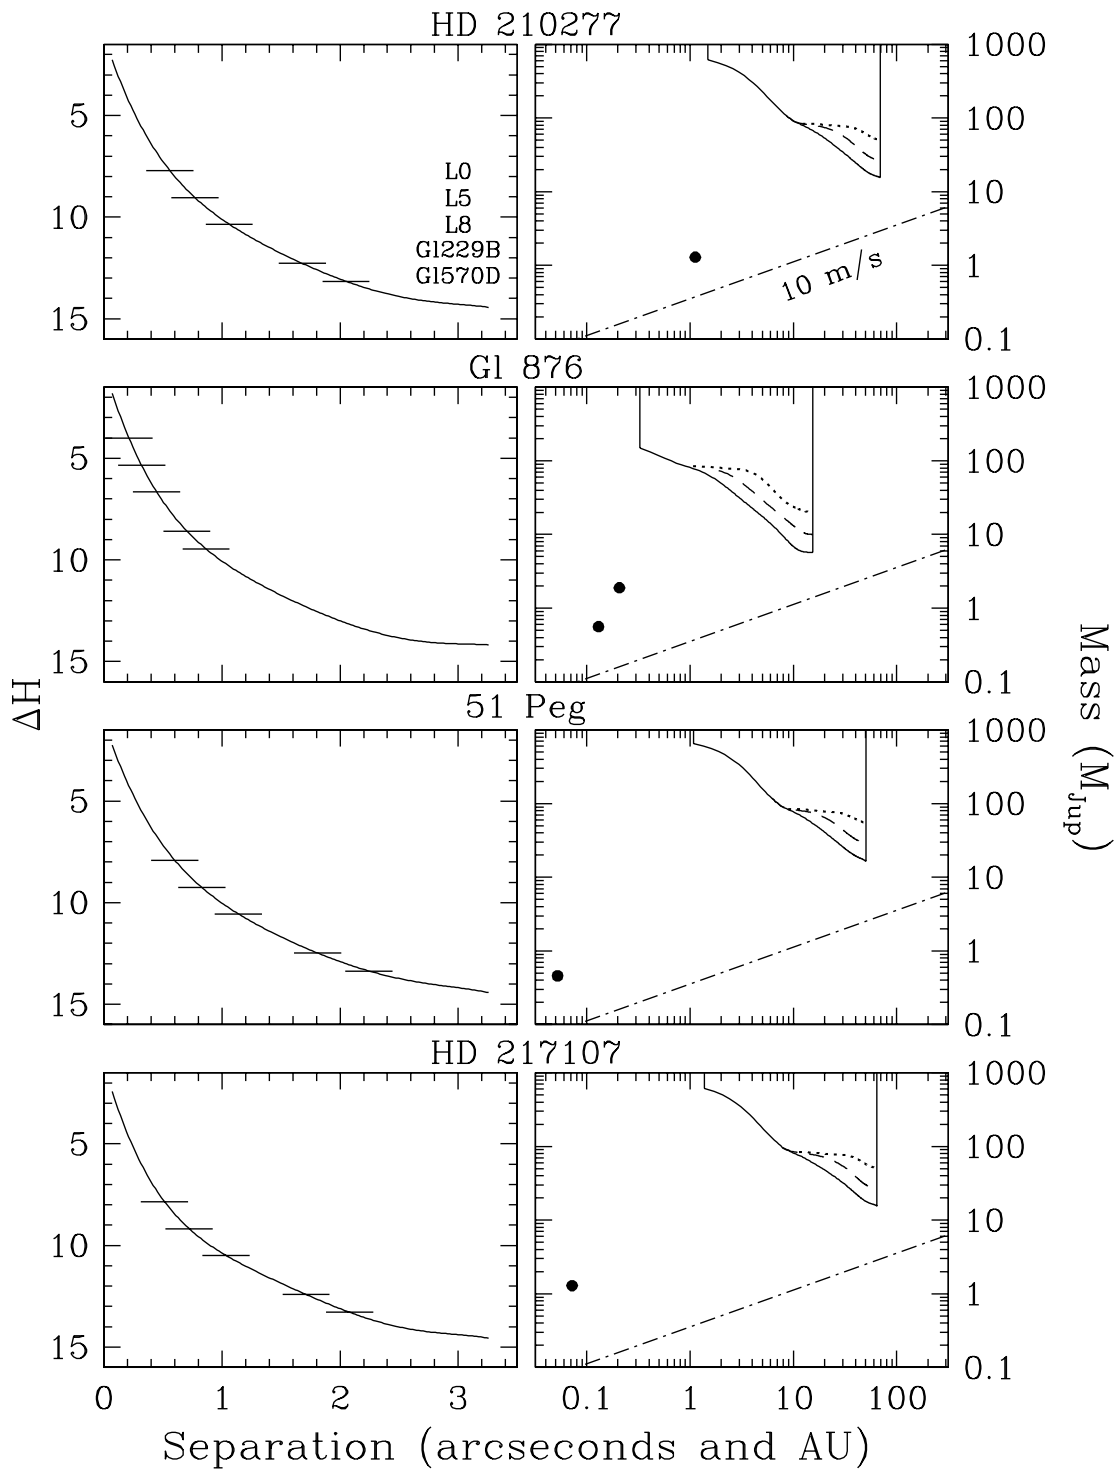 HD 210277
5
10
15
L0
L5
L8
Gl229B
Gl570D
10 m/s
1000
100
10
1
0.1
Gl 876
5
10
15
1000
100
10
1
0.1
51 Peg
5
10
15
1000
100
10
1
0.1
HD 217107
5
10
15
1000
100
10
1
0.1
0 1 2 3
0.1 1 10 100
ΔH
Mass (MJup)
Separation (arcseconds and AU)